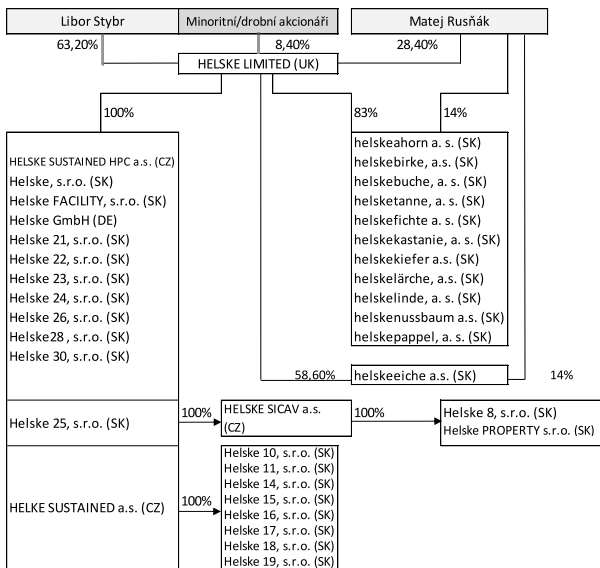 Libor Stybr
Minoritní/drobní akcionáři
Matej Rusňák
63,20%
8,40%
28,40%
HELSKE LIMITED (UK)
100%
83%
14%
HELSKE SUSTAINED HPC a.s. (CZ)
Helske, s.r.o. (SK)
Helske FACILITY, s.r.o. (SK)
Helske GmbH (DE)
Helske 21, s.r.o. (SK)
Helske 22, s.r.o. (SK)
Helske 23, s.r.o. (SK)
Helske 24, s.r.o. (SK)
Helske 26, s.r.o. (SK)
Helske28 , s.r.o. (SK)
Helske 30, s.r.o. (SK)
helskeahorn a. s. (SK)
helskebirke, a.s. (SK)
helskebuche, a. s. (SK)
helsketanne, a. s. (SK)
helskefichte a. s. (SK)
helskekastanie, a. s. (SK)
helskekiefer a.s. (SK)
helskelärche, a. s. (SK)
helskelinde, a. s. (SK)
helskenussbaum a.s. (SK)
helskepappel, a. s. (SK)
58,60%
helskeeiche a.s. (SK)
14%
Helske 25, s.r.o. (SK)
100%
HELSKE SICAV a.s.
(CZ)
100%
Helske 8, s.r.o. (SK)
Helske PROPERTY s.r.o. (SK)
HELKE SUSTAINED a.s. (CZ)
100%
Helske 10, s.r.o. (SK)
Helske 11, s.r.o. (SK)
Helske 14, s.r.o. (SK)
Helske 15, s.r.o. (SK)
Helske 16, s.r.o. (SK)
Helske 17, s.r.o. (SK)
Helske 18, s.r.o. (SK)
Helske 19, s.r.o. (SK)